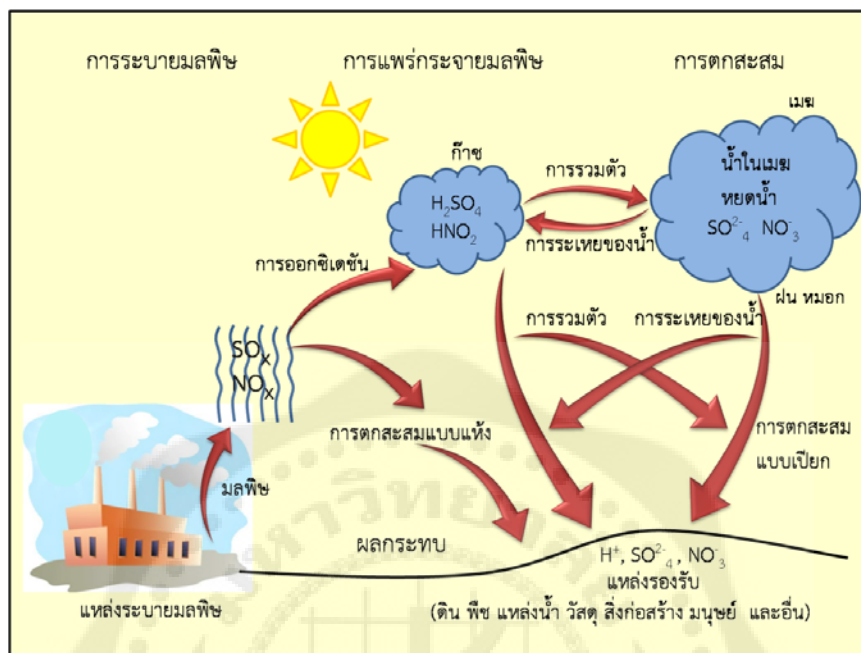 การระบายมลพิษ การแพร่กระจายมลพิษ การตกสะสม
เมฆ
ก๊าซ
H₂SO₄
HNO₂
การรวมตัว
การระเหยของน้ำ
น้ำในเมฆ
หยดน้ำ
SO²⁻₄ NO⁻₃
การออกซิเดชัน
ฝน หมอก
การรวมตัว
การระเหยของน้ำ
SOₓ
NOₓ
การตกสะสมแบบแห้ง
การตกสะสม
แบบเปียก
มลพิษ
ผลกระทบ
H⁺, SO²⁻₄ , NO⁻₃
แหล่งรองรับ
แหล่งระบายมลพิษ
(ดิน พืช แหล่งน้ำ วัสดุ สิ่งก่อสร้าง มนุษย์ และอื่น)